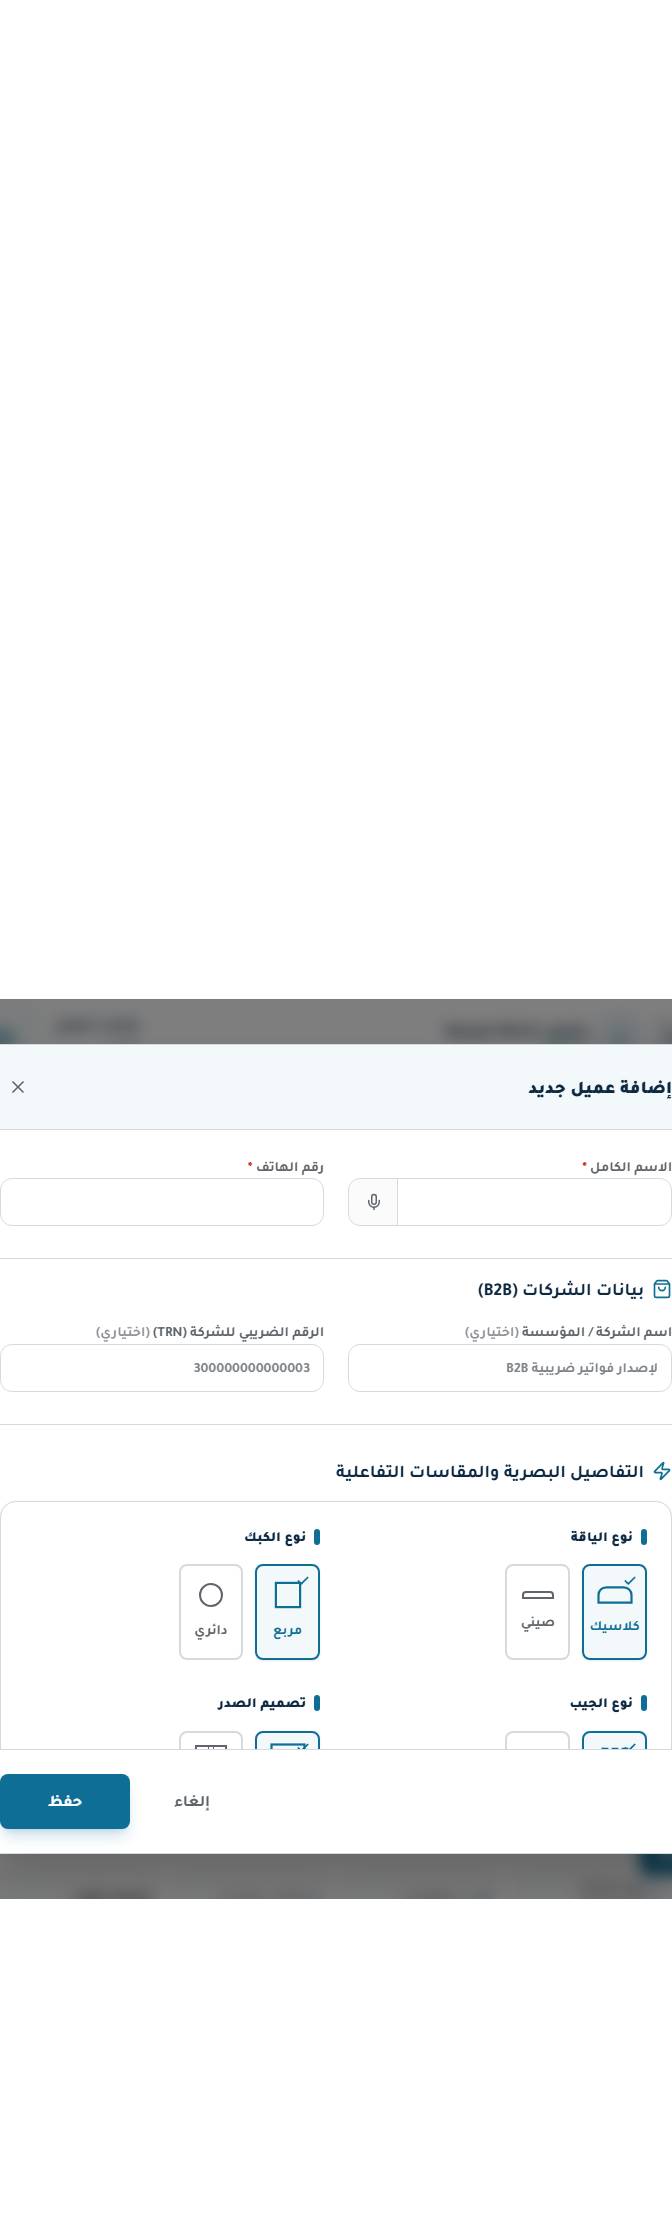 إضافة عميل جديد
الاسم الكامل *
رقم الهاتف *
بيانات الشركات (B2B)
اسم الشركة / المؤسسة (اختياري)
الرقم الضريبي للشركة (TRN) (اختياري)
لإصدار فواتير ضريبية B2B
300000000000003
التفاصيل البصرية والمقاسات التفاعلية
نوع الياقة
نوع الكبك
كلاسيك
صيني
مربع
دائري
نوع الجيب
تصميم الصدر
إلغاء
حفظ